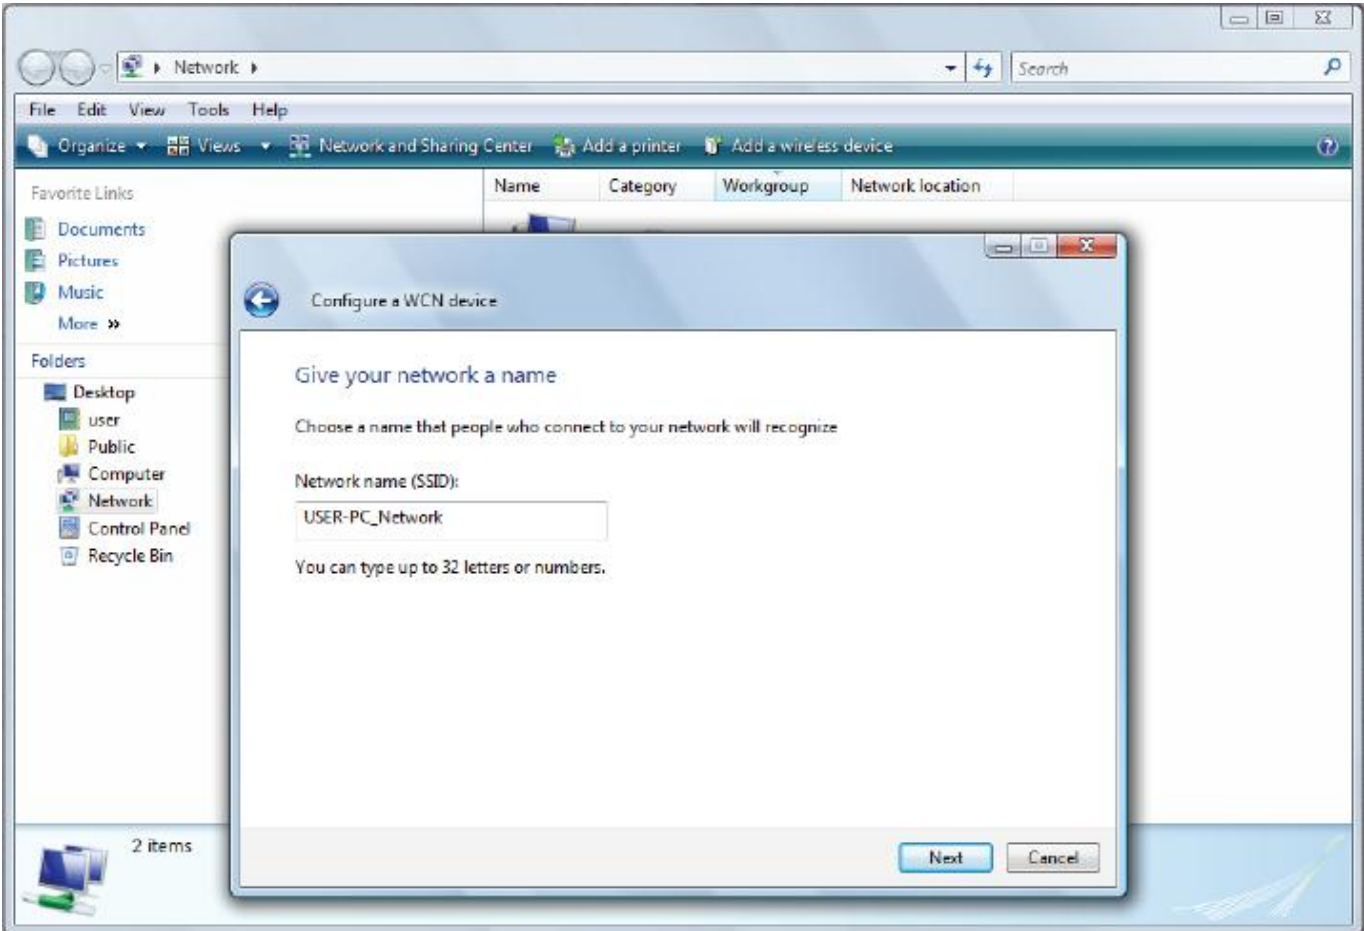 Network
Search
File Edit View Tools Help
Organize Views Network and Sharing Center Add a printer Add a wireless device
Favorite Links
Name Category Workgroup Network location
Documents
Pictures
Music
More »
Folders
Desktop
user
Public
Computer
Network
Control Panel
Recycle Bin
Configure a WCN device
Give your network a name
Choose a name that people who connect to your network will recognize
Network name (SSID):
USER-PC_Network
You can type up to 32 letters or numbers.
Next Cancel
2 items